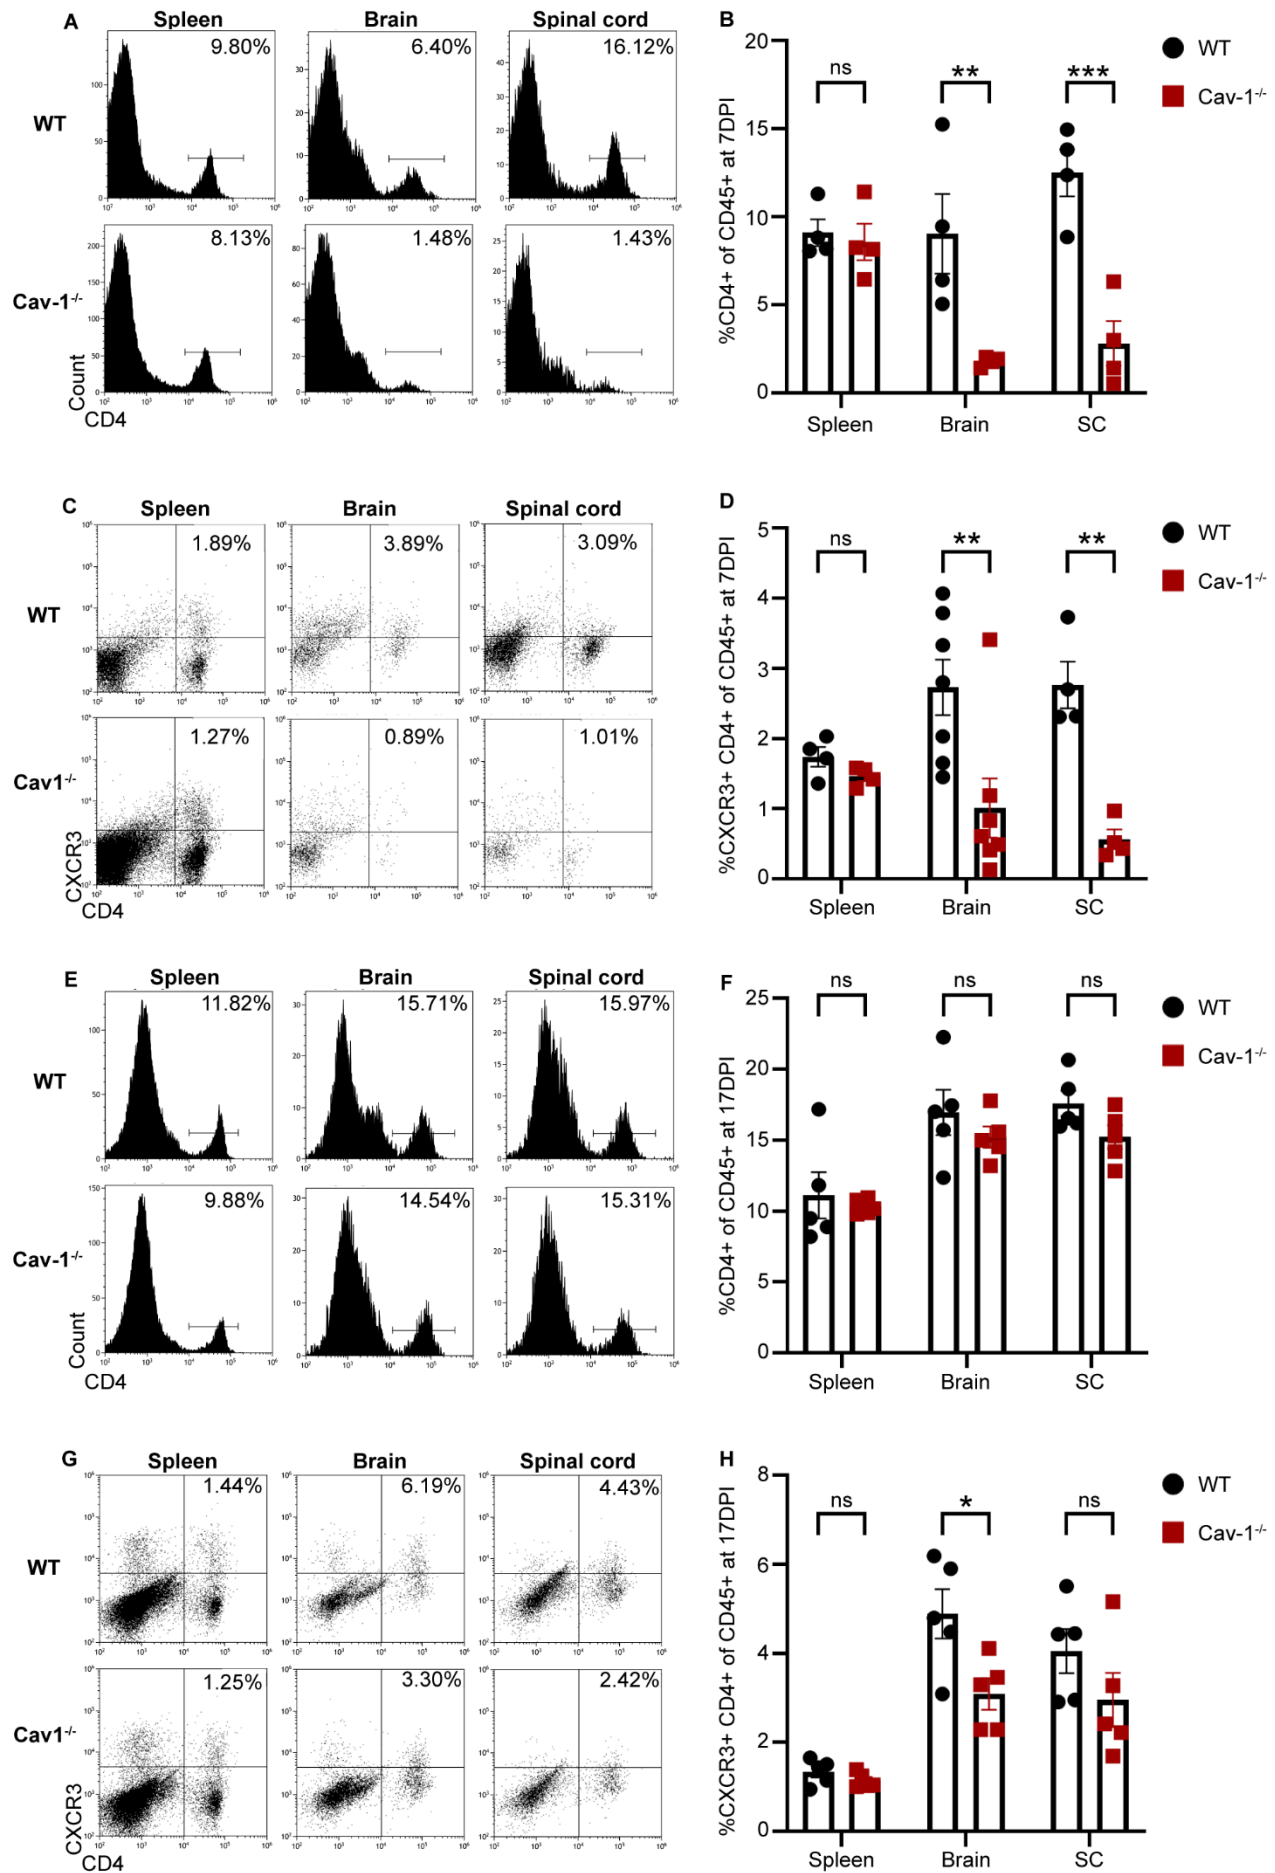 A
Spleen Brain Spinal cord
WT
9.80% 6.40% 16.12%
Cav-1-/-
8.13% 1.48% 1.43%
Count
CD4
B
%CD4+ of CD45+ at 7DPI
20
15
10
5
0
ns ** ***
Spleen Brain SC
WT
Cav-1-/-
C
Spleen Brain Spinal cord
WT
1.89% 3.89% 3.09%
Cav1-/-
1.27% 0.89% 1.01%
CXCR3
CD4
D
%CXCR3+ CD4+ of CD45+ at 7DPI
5
4
3
2
1
0
ns ** **
Spleen Brain SC
WT
Cav-1-/-
E
Spleen Brain Spinal cord
WT
11.82% 15.71% 15.97%
Cav-1-/-
9.88% 14.54% 15.31%
Count
CD4
F
%CD4+ of CD45+ at 17DPI
25
20
15
10
5
0
ns ns ns
Spleen Brain SC
WT
Cav-1-/-
G
Spleen Brain Spinal cord
WT
1.44% 6.19% 4.43%
Cav1-/-
1.25% 3.30% 2.42%
CXCR3
CD4
H
%CXCR3+ CD4+ of CD45+ at 17DPI
8
6
4
2
0
ns * ns
Spleen Brain SC
WT
Cav-1-/-